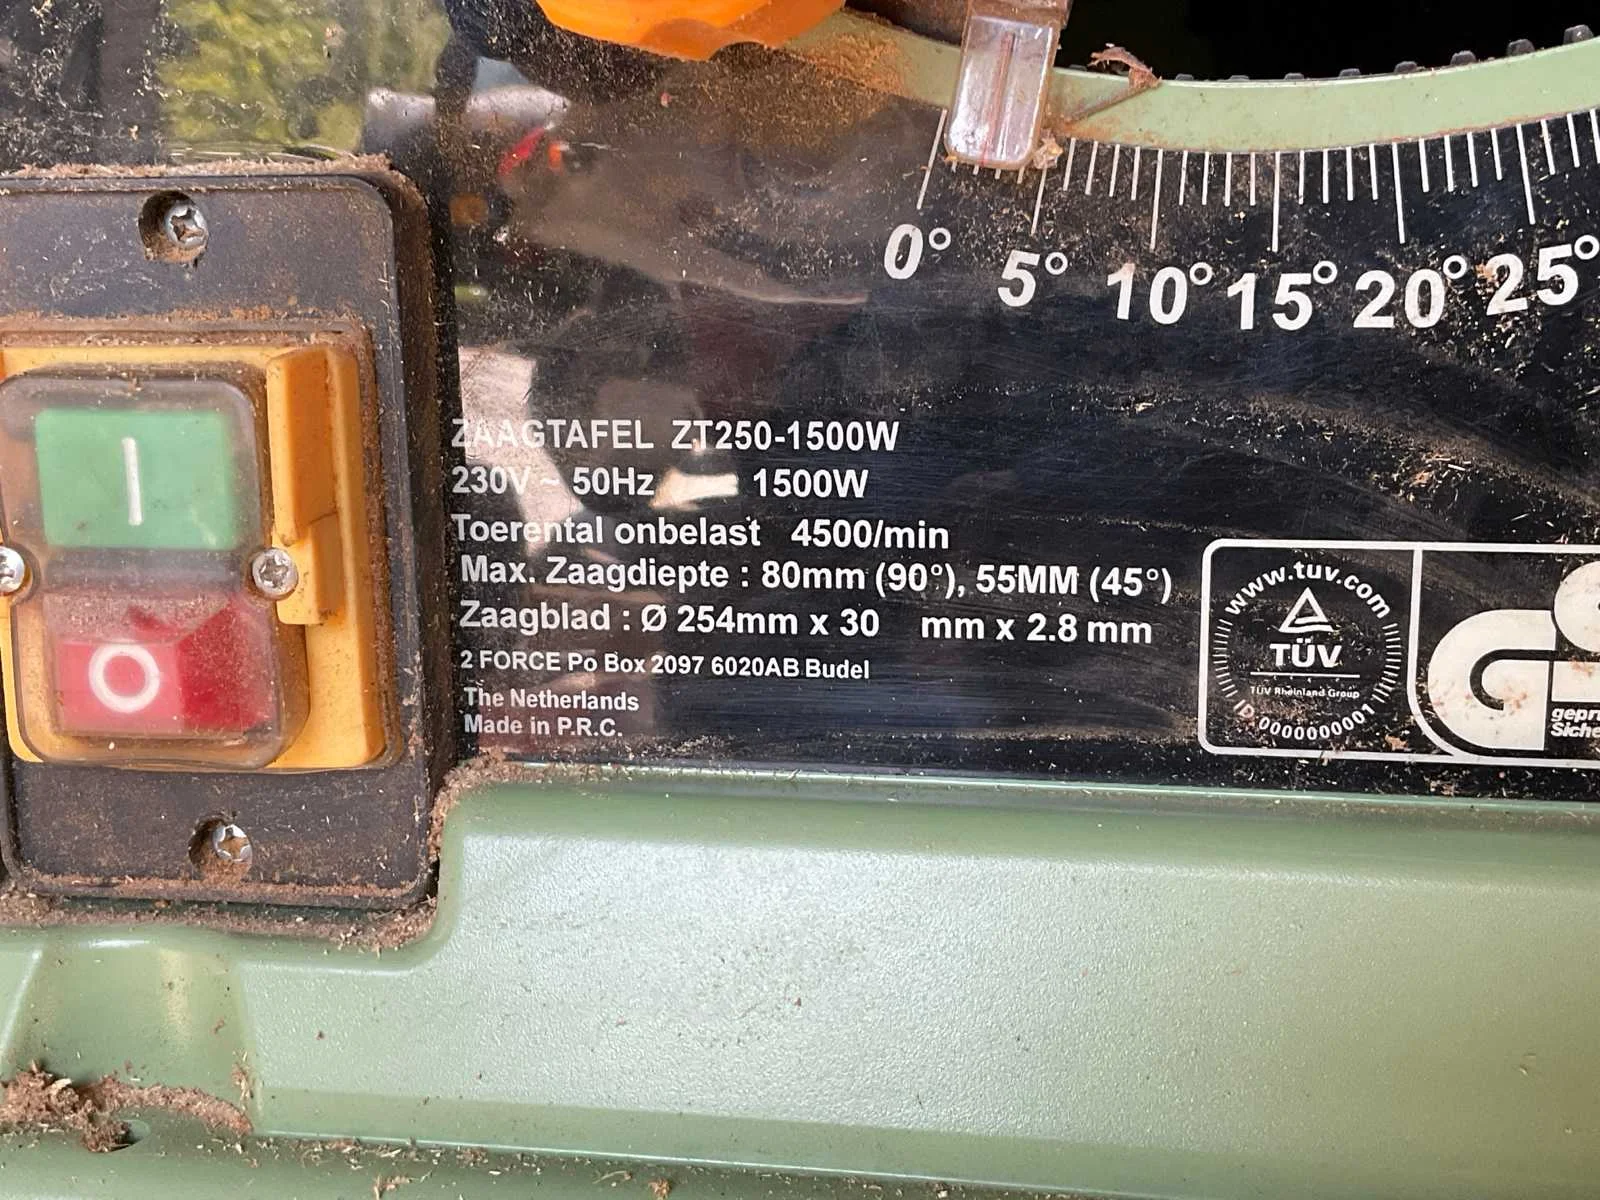 0° 5° 10° 15° 20° 25°
I
O
ZAAGTAFEL ZT250-1500W
230V ~ 50Hz 1500W
Toerental onbelast 4500/min
Max. Zaagdiepte : 80mm (90°), 55MM (45°)
Zaagblad : Ø 254mm x 30 mm x 2.8 mm
2 FORCE Po Box 2097 6020AB Budel
The Netherlands
Made in P.R.C.
www.tuv.com
TÜV
TÜV Rheinland Group
ID 0000000001